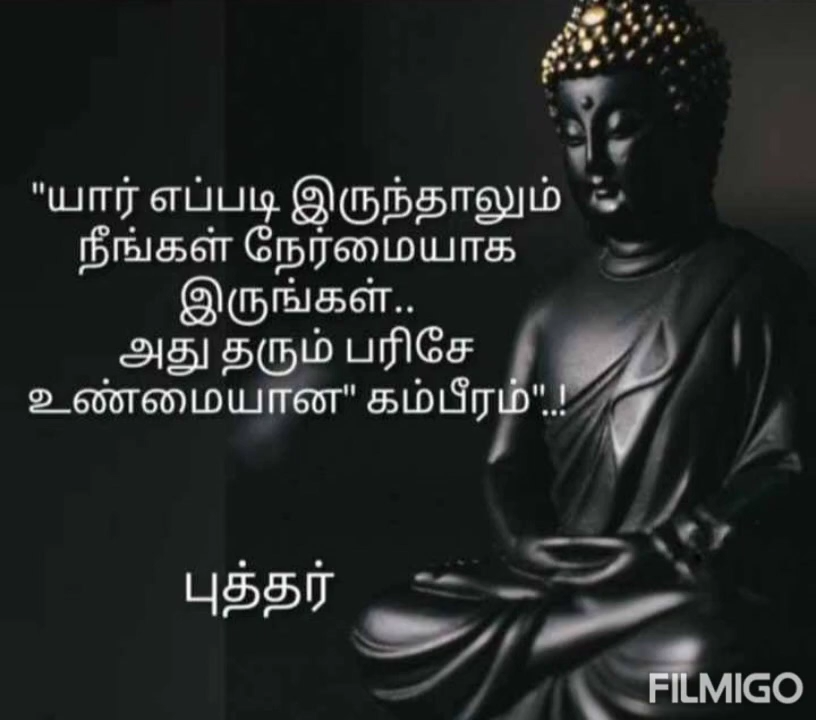 "யார் எப்படி இருந்தாலும்
நீங்கள் நேர்மையாக
இருங்கள்..
அது தரும் பரிசே
உண்மையான" கம்பீரம்"..!
புத்தர்
FILMIGO